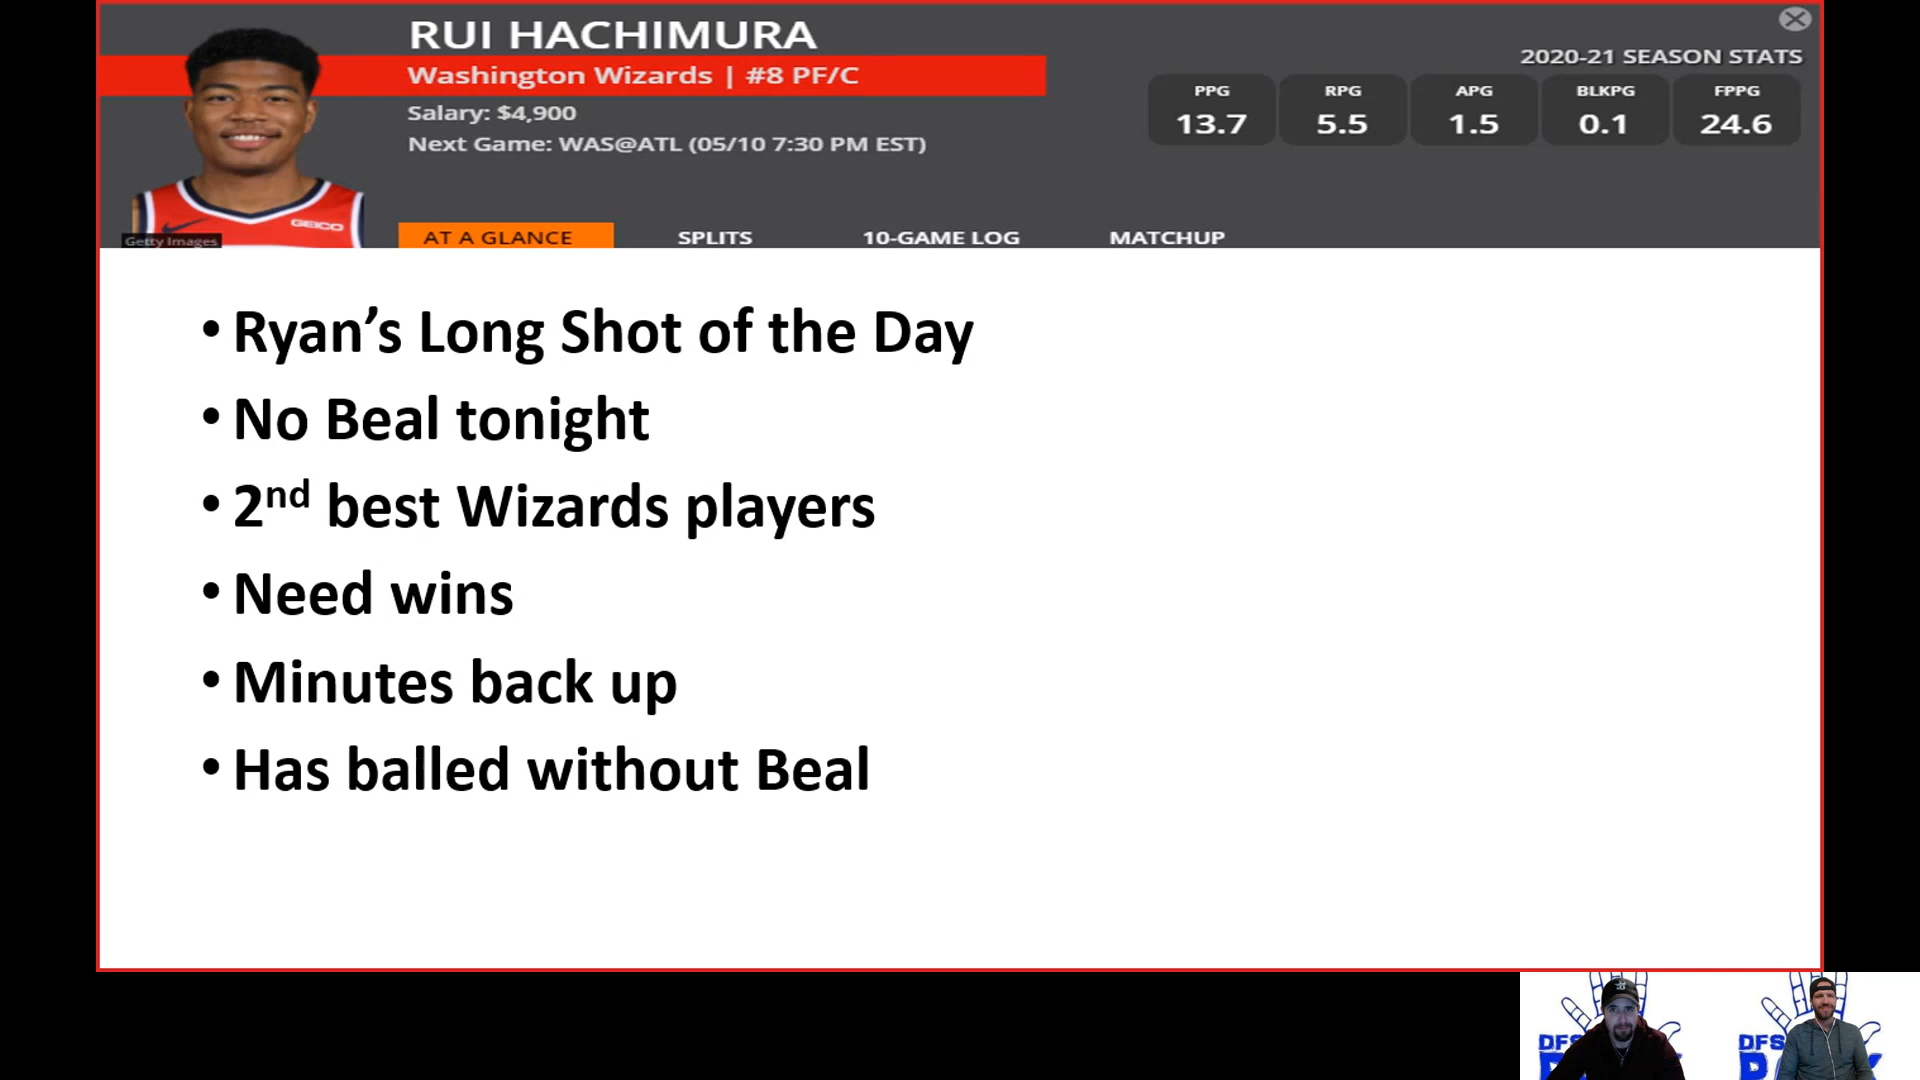 RUI HACHIMURA
Washington Wizards | #8 PF/C
Salary: $4,900
Next Game: WAS@ATL (05/10 7:30 PM EST)
2020-21 SEASON STATS
PPG RPG APG BLKPG FPPG
13.7 5.5 1.5 0.1 24.6
GEICO
Getty Images
AT A GLANCE SPLITS 10-GAME LOG MATCHUP
• Ryan’s Long Shot of the Day
• No Beal tonight
• 2nd best Wizards players
• Need wins
• Minutes back up
• Has balled without Beal